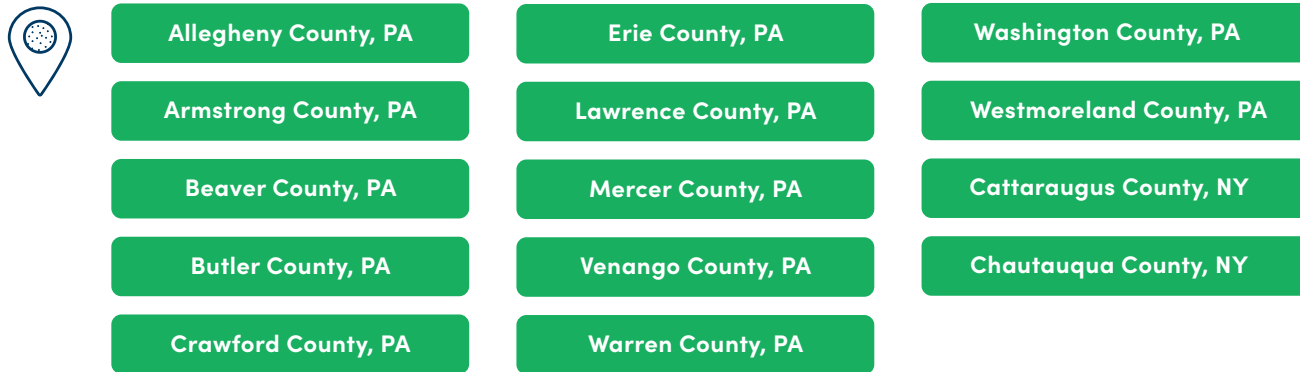 Allegheny County, PA
Armstrong County, PA
Beaver County, PA
Butler County, PA
Crawford County, PA
Erie County, PA
Lawrence County, PA
Mercer County, PA
Venango County, PA
Warren County, PA
Washington County, PA
Westmoreland County, PA
Cattaraugus County, NY
Chautauqua County, NY